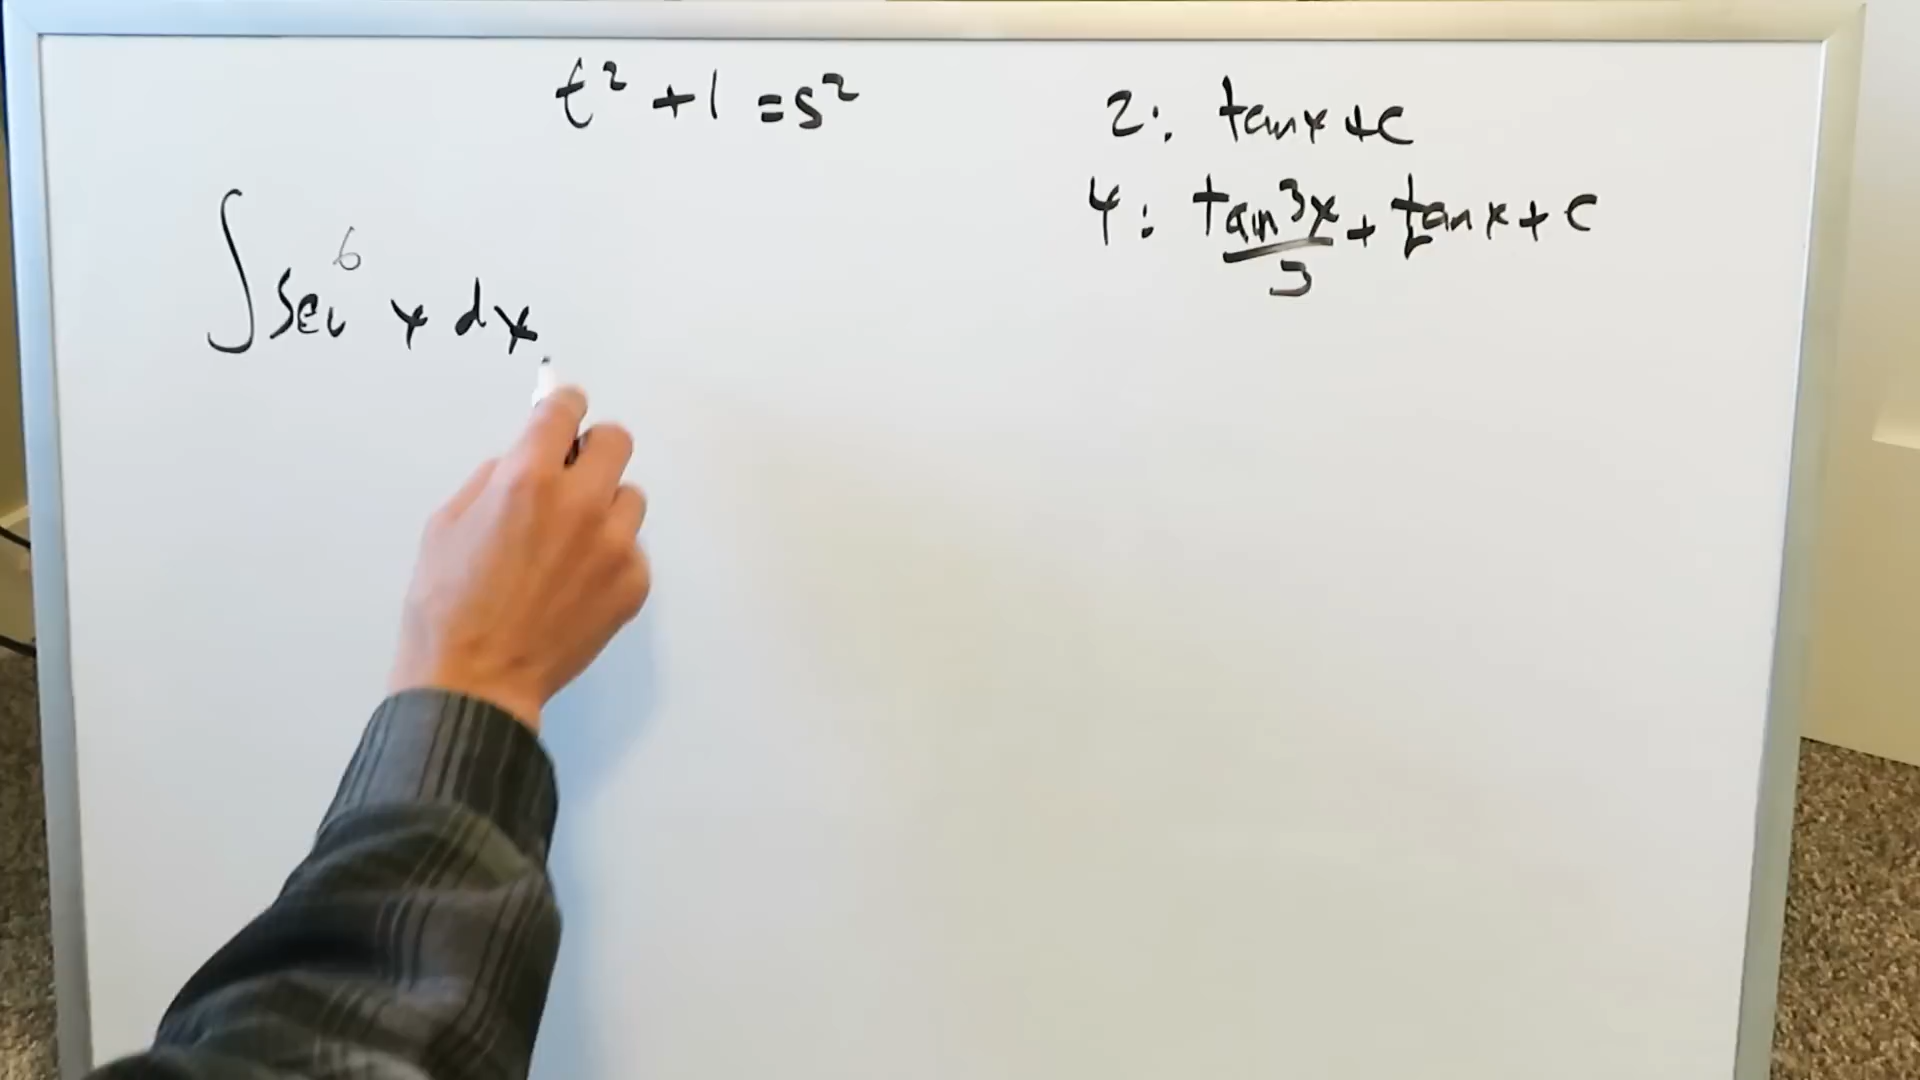 t² + 1 = s²
∫ sec⁶ x dx
2: tanx + c
4: tan³x/3 + tanx + c